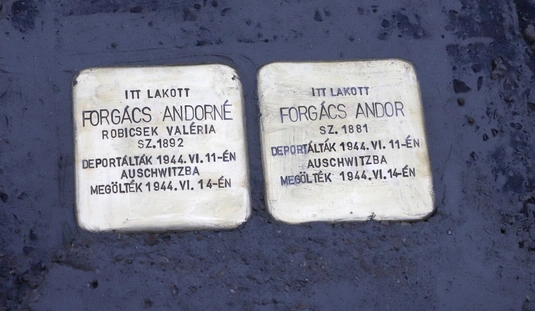 ITT LAKOTT
FORGÁCS ANDORNÉ
ROBICSEK VALÉRIA
SZ.1892
DEPORTÁLTÁK 1944.VI.11-ÉN
AUSCHWITZBA
MEGÖLTÉK 1944.VI.14-ÉN
ITT LAKOTT
FORGÁCS ANDOR
SZ.1881
DEPORTÁLTÁK 1944.VI.11-ÉN
AUSCHWITZBA
MEGÖLTÉK 1944.VI.14-ÉN